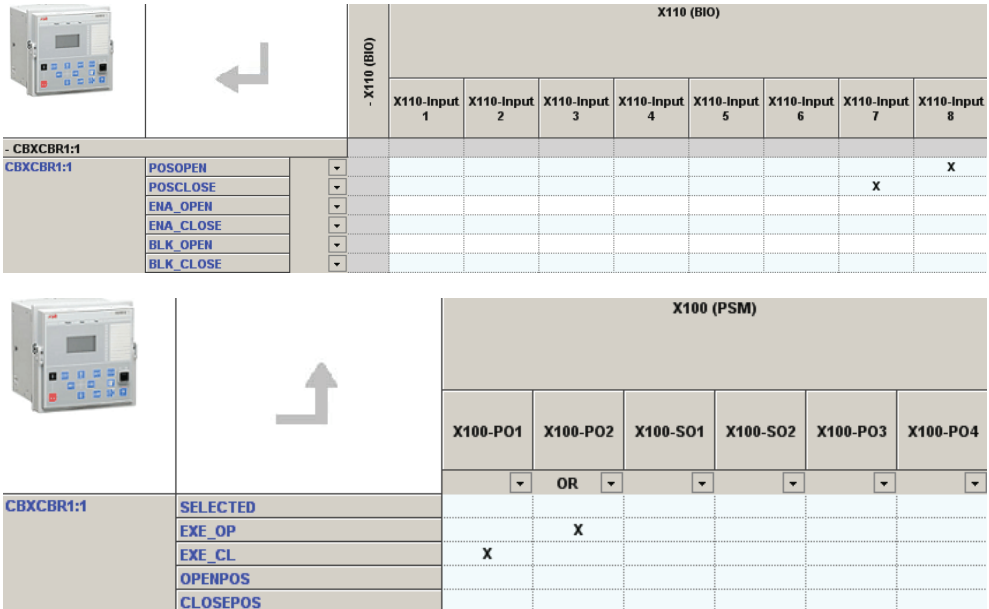 X110 (BIO)
- X110 (BIO)
X110-Input 1 X110-Input 2 X110-Input 3 X110-Input 4 X110-Input 5 X110-Input 6 X110-Input 7 X110-Input 8
- CBXCBR1:1
CBXCBR1:1 POSOPEN X
POSCLOSE X
ENA_OPEN
ENA_CLOSE
BLK_OPEN
BLK_CLOSE
X100 (PSM)
X100-PO1 X100-PO2 X100-SO1 X100-SO2 X100-PO3 X100-PO4
OR
CBXCBR1:1 SELECTED
EXE_OP X
EXE_CL X
OPENPOS
CLOSEPOS